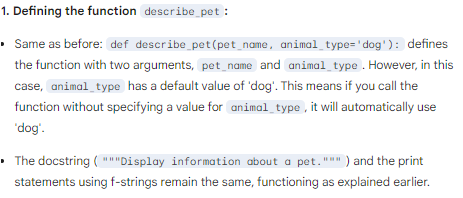 1. Defining the function describe_pet :
• Same as before: def describe_pet(pet_name, animal_type='dog'): defines
the function with two arguments, pet_name and animal_type . However, in this
case, animal_type has a default value of 'dog'. This means if you call the
function without specifying a value for animal_type , it will automatically use
'dog'.
• The docstring ( """Display information about a pet.""" ) and the print
statements using f-strings remain the same, functioning as explained earlier.